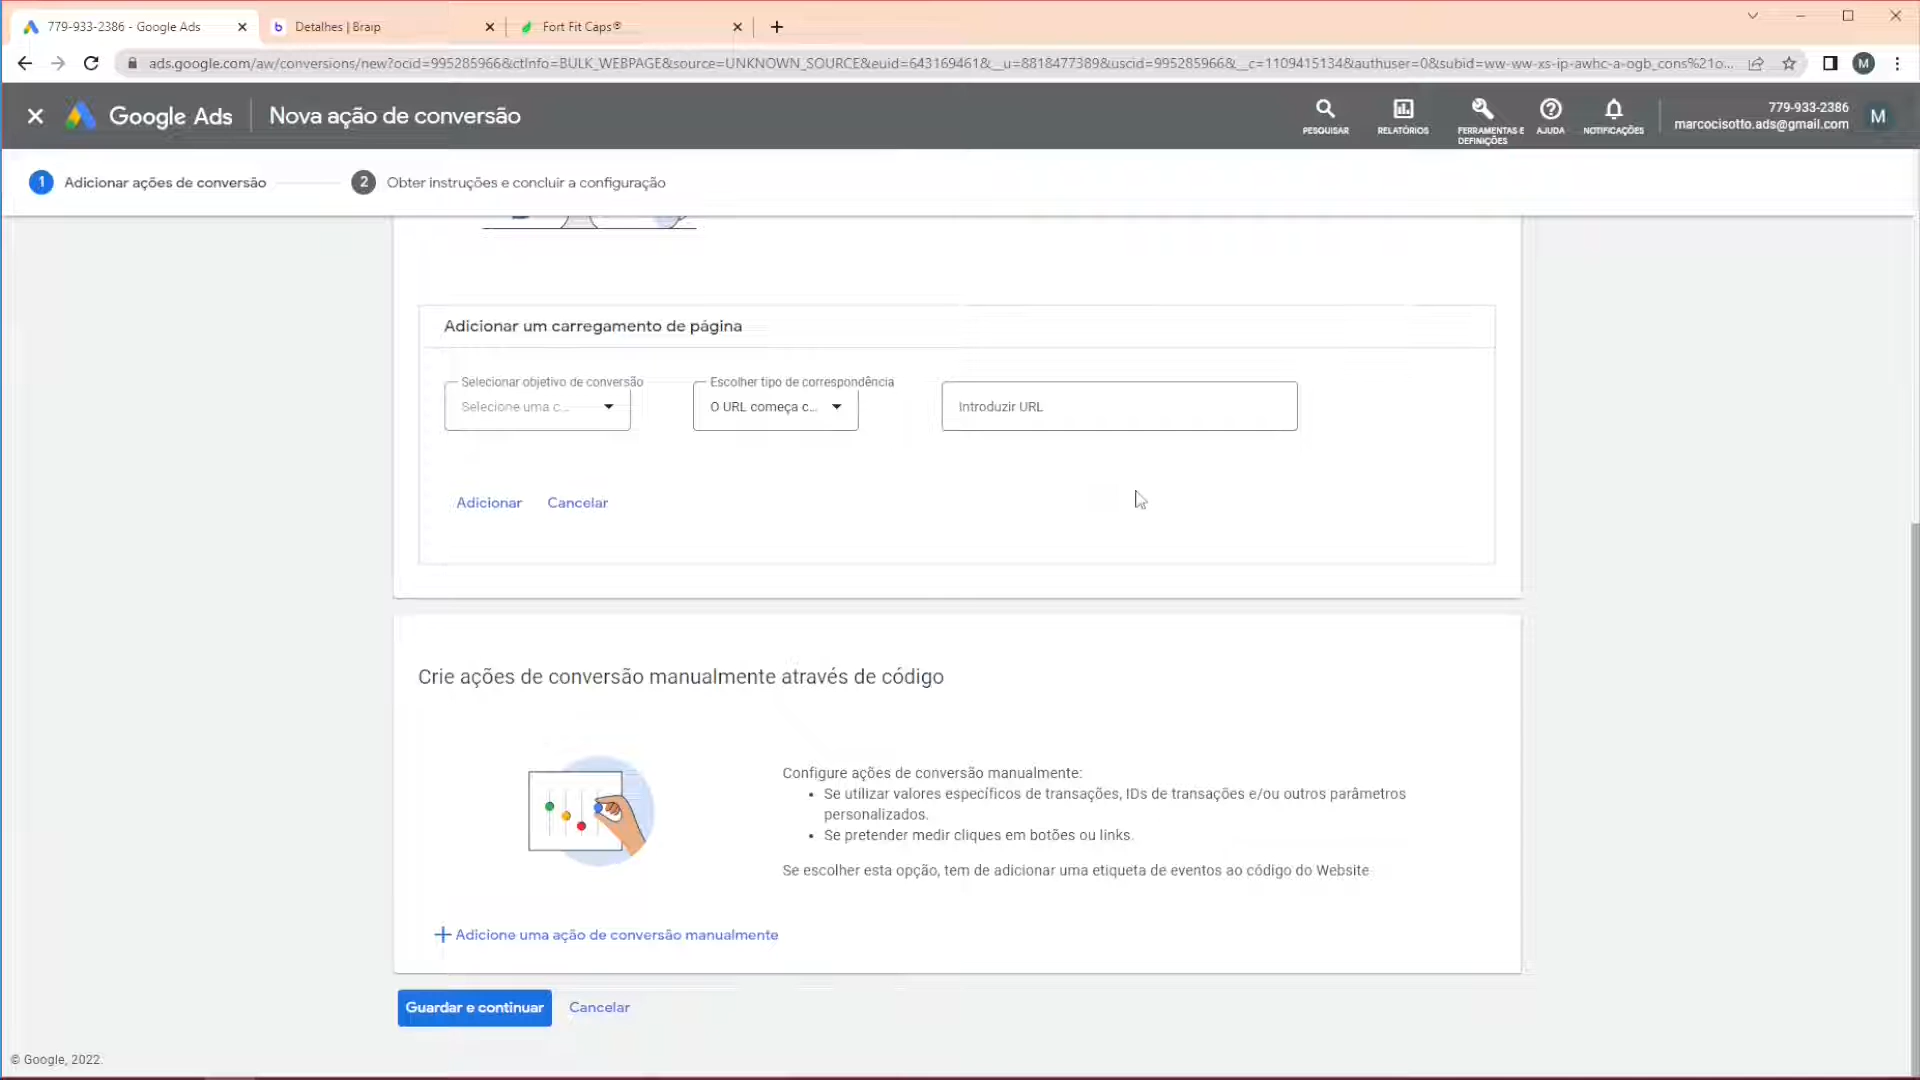 779-933-2386 - Google Ads
Detalhes | Braip
Fort Fit Caps®
ads.google.com/aw/conversions/new?ocid=995285966&ctInfo=BULK_WEBPAGE&source=UNKNOWN_SOURCE&euid=643169461&__u=8818477389&uscid=995285966&__c=1109415134&authuser=0&subid=ww-ww-xs-ip-awhc-a-ogb_cons%21o...
M
Google Ads
Nova ação de conversão
PESQUISAR
RELATÓRIOS
FERRAMENTAS E DEFINIÇÕES
AJUDA
NOTIFICAÇÕES
779-933-2386
marcocisotto.ads@gmail.com
M
1 Adicionar ações de conversão
2 Obter instruções e concluir a configuração
Adicionar um carregamento de página
Selecionar objetivo de conversão
Selecione uma c...
Escolher tipo de correspondência
O URL começa c...
Introduzir URL
Adicionar
Cancelar
Crie ações de conversão manualmente através de código
Configure ações de conversão manualmente:
• Se utilizar valores específicos de transações, IDs de transações e/ou outros parâmetros
personalizados.
• Se pretender medir cliques em botões ou links.
Se escolher esta opção, tem de adicionar uma etiqueta de eventos ao código do Website
+ Adicione uma ação de conversão manualmente
Guardar e continuar
Cancelar
© Google, 2022.